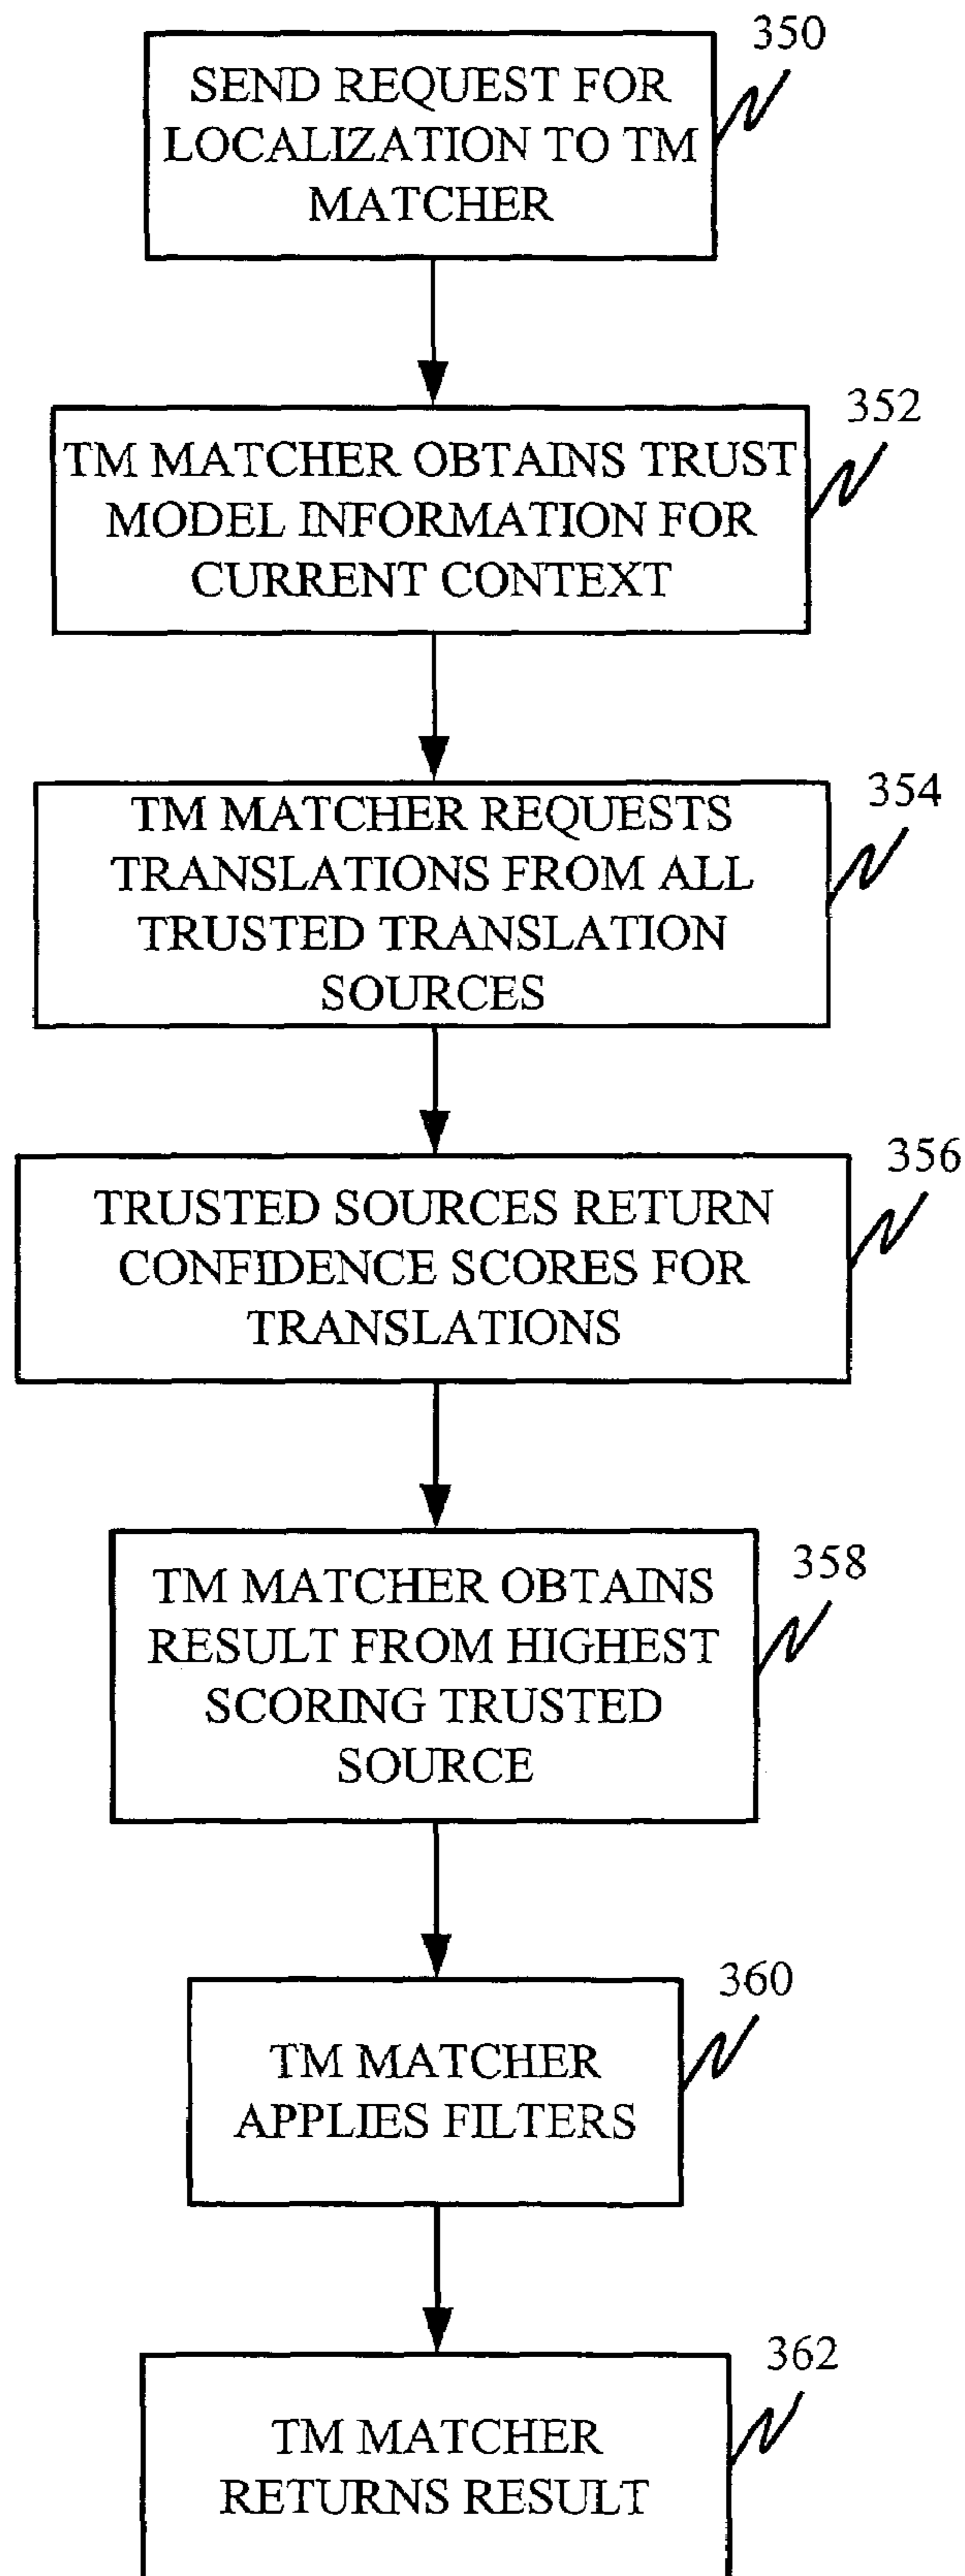 350
SEND REQUEST FOR
LOCALIZATION TO TM
MATCHER
352
TM MATCHER OBTAINS TRUST
MODEL INFORMATION FOR
CURRENT CONTEXT
354
TM MATCHER REQUESTS
TRANSLATIONS FROM ALL
TRUSTED TRANSLATION
SOURCES
356
TRUSTED SOURCES RETURN
CONFIDENCE SCORES FOR
TRANSLATIONS
358
TM MATCHER OBTAINS
RESULT FROM HIGHEST
SCORING TRUSTED
SOURCE
360
TM MATCHER
APPLIES FILTERS
362
TM MATCHER
RETURNS RESULT